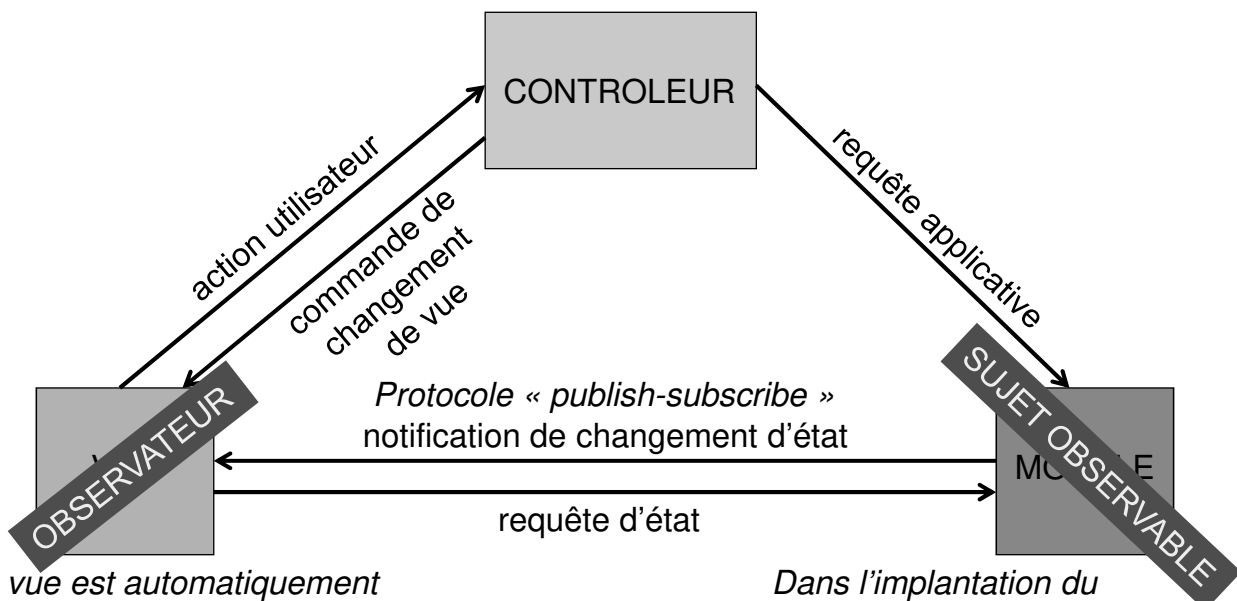 CONTROLEUR
action utilisateur
commande de
changement
de vue
requête applicative
OBSERVATEUR
SUJET OBSERVABLE
Protocole « publish-subscribe »
notification de changement d’état
requête d’état
vue est automatiquement
Dans l’implantation du